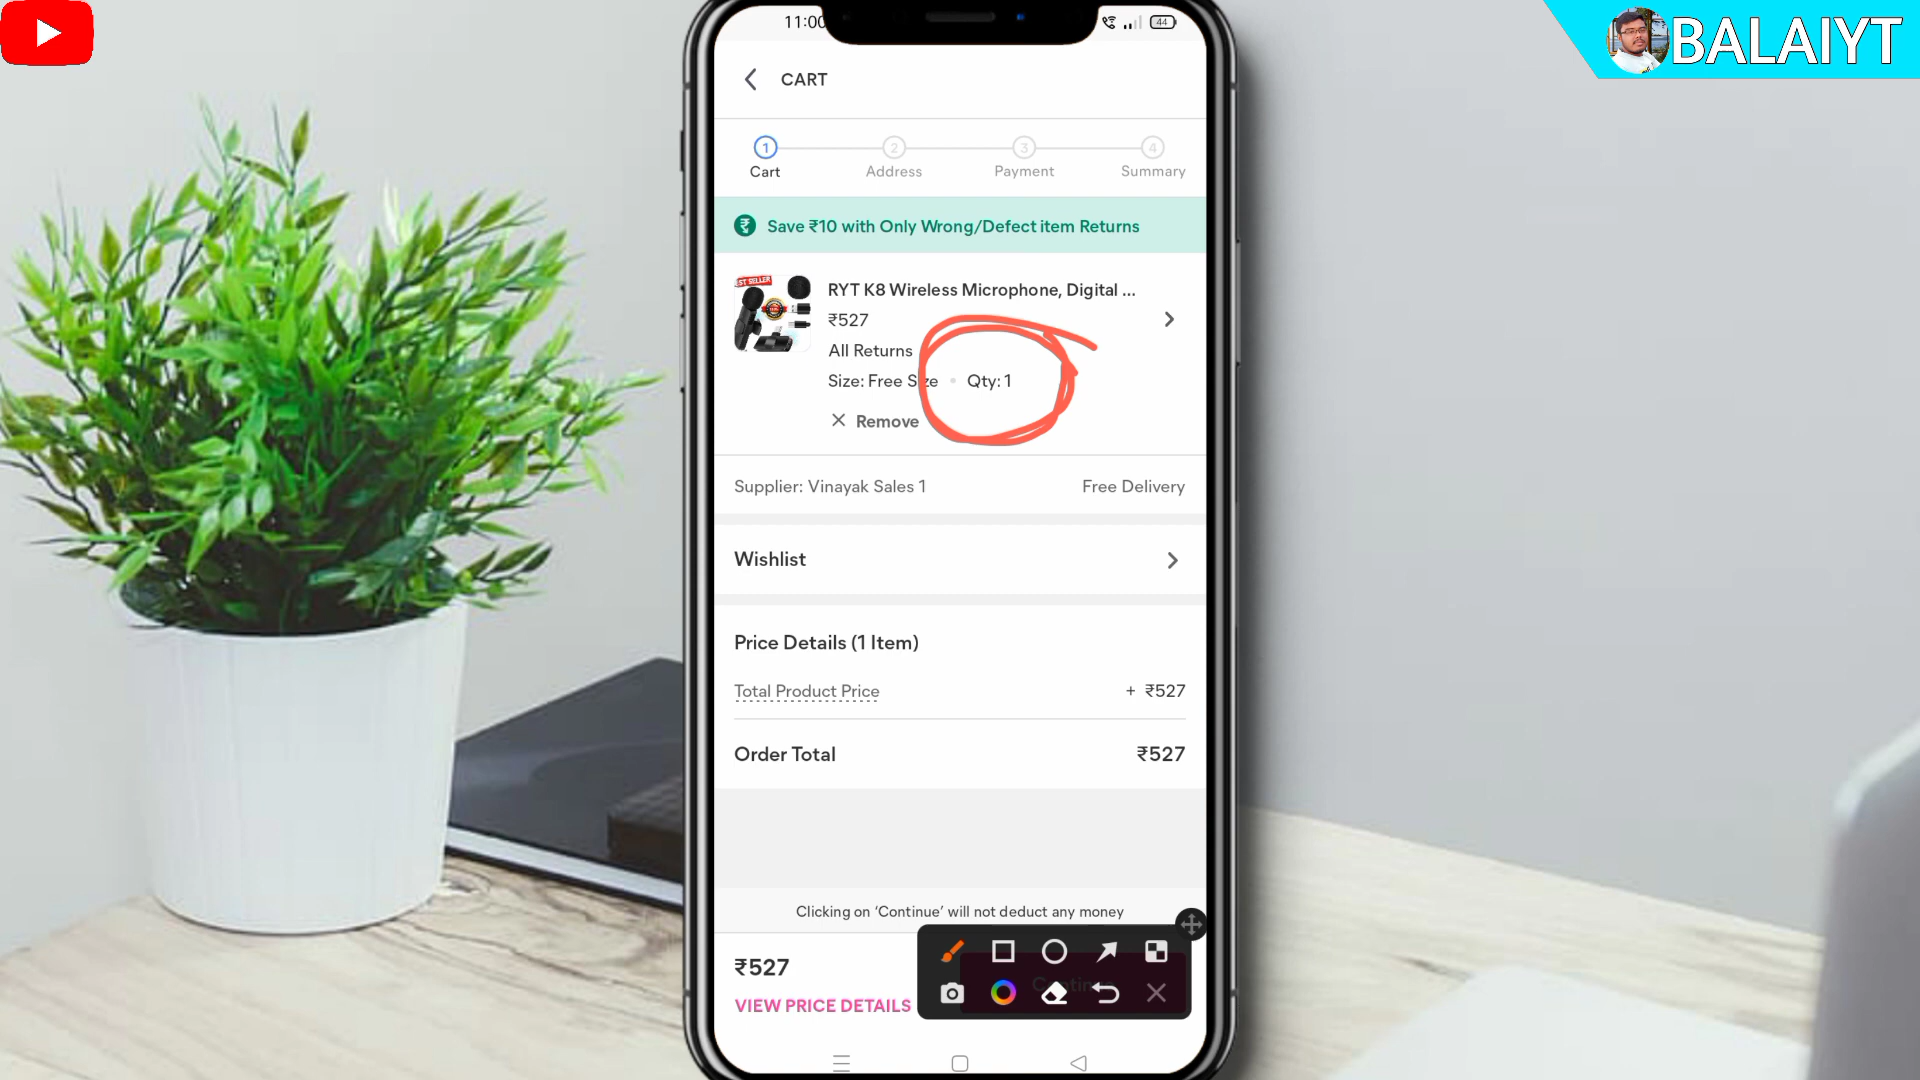 BALAIYT
11:00
44
CART
1
2
3
4
Cart
Address
Payment
Summary
Save ₹10 with Only Wrong/Defect item Returns
ST SELLER
RYT K8 Wireless Microphone, Digital ...
₹527
All Returns
Size: Free Size • Qty: 1
Remove
Supplier: Vinayak Sales 1
Free Delivery
Wishlist
Price Details (1 Item)
Total Product Price
+ ₹527
Order Total
₹527
Clicking on ‘Continue’ will not deduct any money
₹527
VIEW PRICE DETAILS